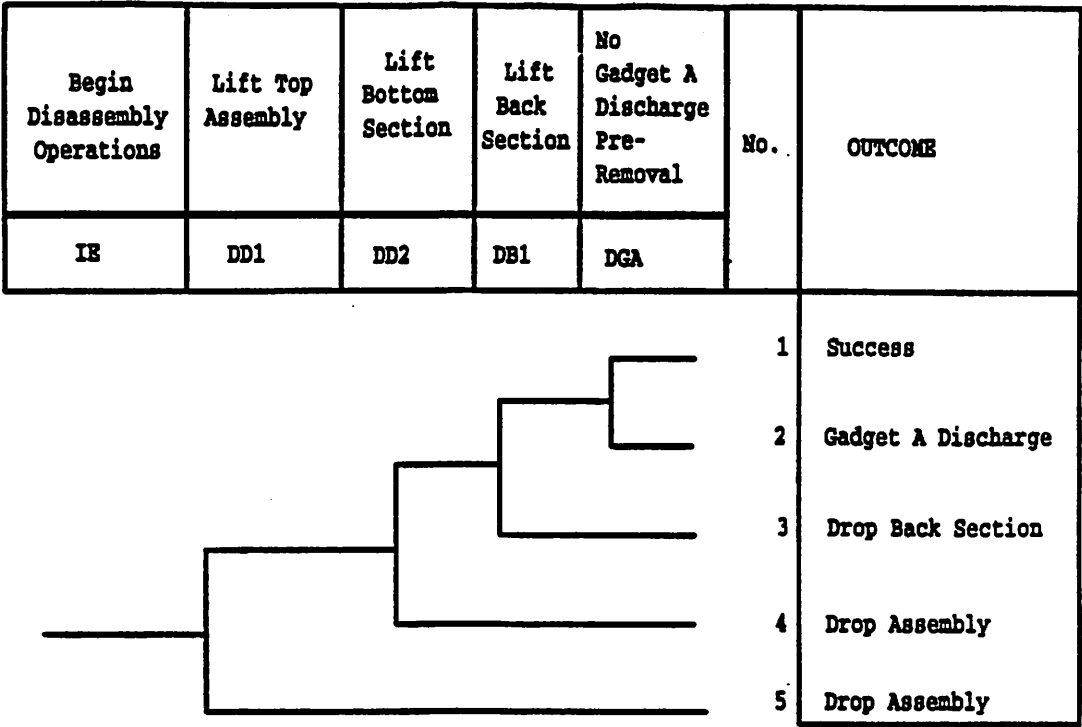 Begin
Disassembly
Operations
Lift Top
Assembly
Lift
Bottom
Section
Lift
Back
Section
No
Gadget A
Discharge
Pre-
Removal
No.
OUTCOME
IE
DD1
DD2
DB1
DGA
1 Success
2 Gadget A Discharge
3 Drop Back Section
4 Drop Assembly
5 Drop Assembly